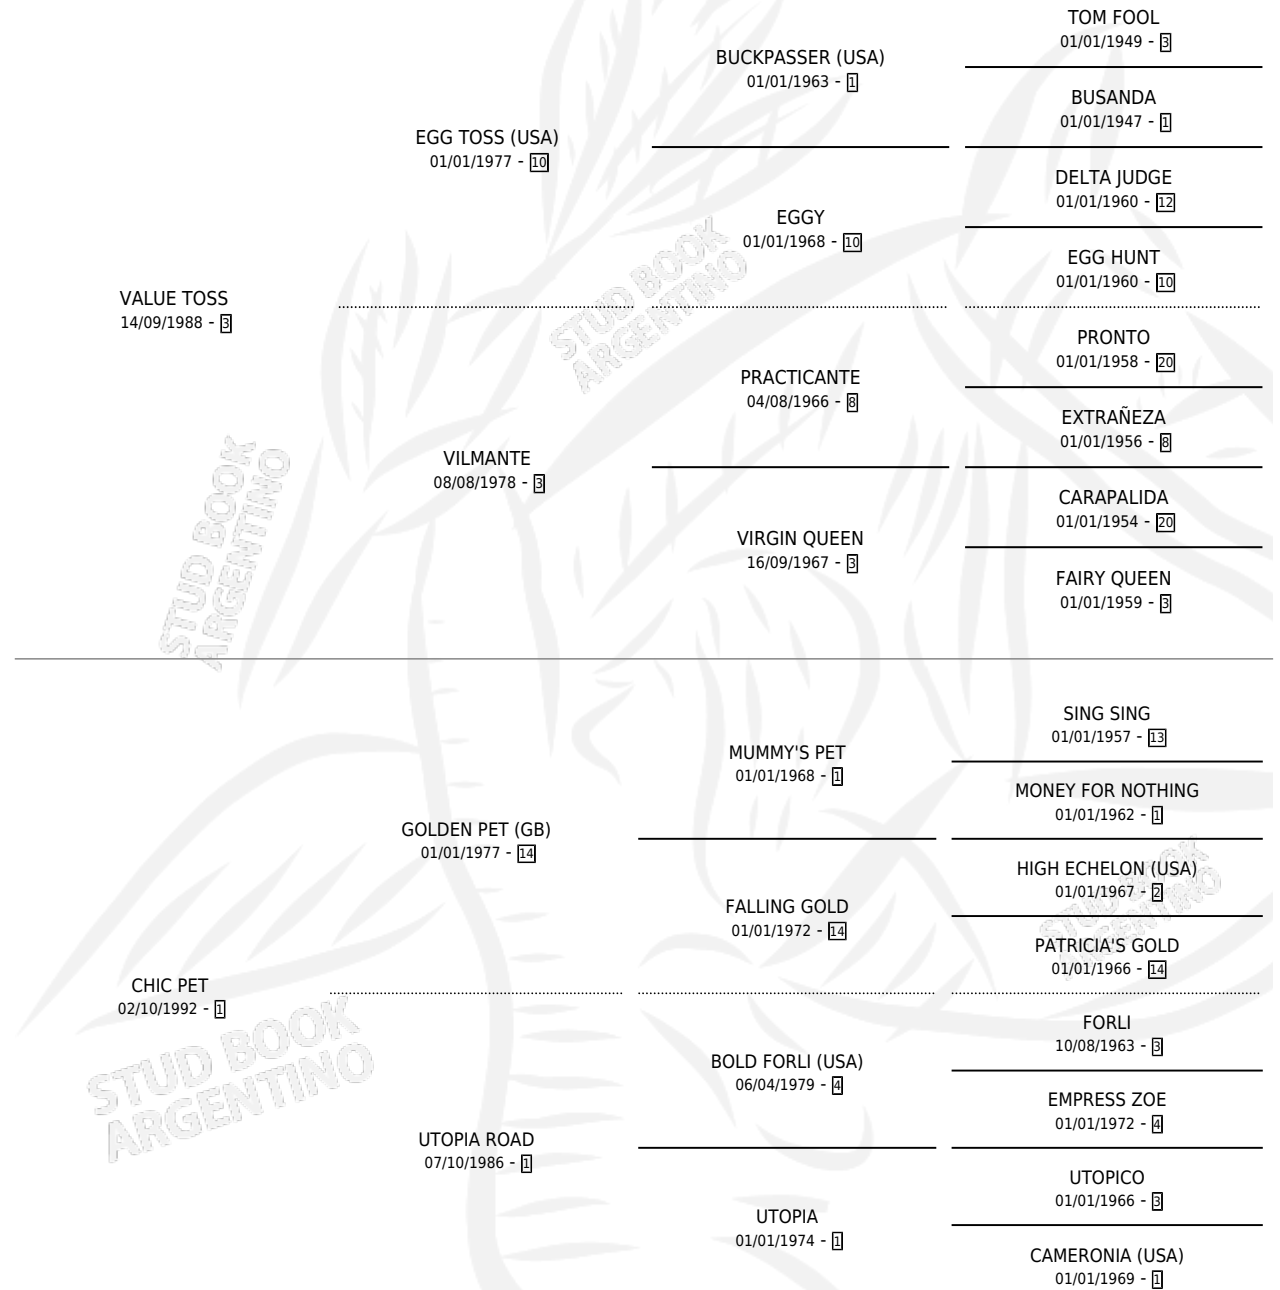 TOM FOOL
01/01/1949 - 3
BUCKPASSER (USA)
01/01/1963 - 1
BUSANDA
01/01/1947 - 1
EGG TOSS (USA)
01/01/1977 - 10
DELTA JUDGE
01/01/1960 - 12
EGGY
01/01/1968 - 10
EGG HUNT
01/01/1960 - 10
VALUE TOSS
14/09/1988 - 3
PRONTO
01/01/1958 - 20
PRACTICANTE
04/08/1966 - 8
EXTRAÑEZA
01/01/1956 - 8
VILMANTE
08/08/1978 - 3
CARAPALIDA
01/01/1954 - 20
VIRGIN QUEEN
16/09/1967 - 3
FAIRY QUEEN
01/01/1959 - 3
SING SING
01/01/1957 - 13
MUMMY'S PET
01/01/1968 - 1
MONEY FOR NOTHING
01/01/1962 - 1
GOLDEN PET (GB)
01/01/1977 - 14
HIGH ECHELON (USA)
01/01/1967 - 2
FALLING GOLD
01/01/1972 - 14
PATRICIA'S GOLD
01/01/1966 - 14
CHIC PET
02/10/1992 - 1
FORLI
10/08/1963 - 3
BOLD FORLI (USA)
06/04/1979 - 4
EMPRESS ZOE
01/01/1972 - 4
UTOPIA ROAD
07/10/1986 - 1
UTOPICO
01/01/1966 - 3
UTOPIA
01/01/1974 - 1
CAMERONIA (USA)
01/01/1969 - 1
STUD BOOK
ARGENTINO
STUD BOOK
ARGENTINO
STUD BOOK
ARGENTINO
STUD BOOK
ARGENTINO